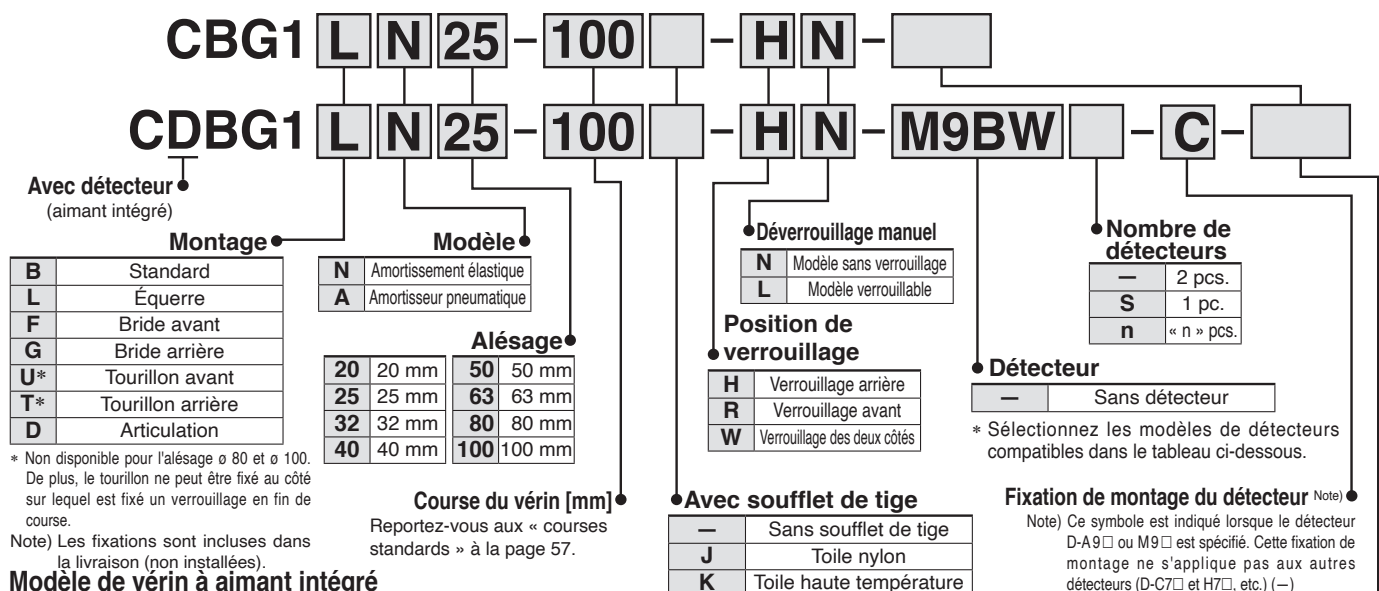 CBG1 L N 25 - 100 - H N -
CDBG1 L N 25 - 100 - H N - M9BW - C -
Avec détecteur
(aimant intégré)
Montage
B Standard
L Équerre
F Bride avant
G Bride arrière
U* Tourillon avant
T* Tourillon arrière
D Articulation
* Non disponible pour l'alésage ø 80 et ø 100.
De plus, le tourillon ne peut être fixé au côté
sur lequel est fixé un verrouillage en fin de
course.
Note) Les fixations sont incluses dans
la livraison (non installées).
Modèle de vérin à aimant intégré
Modèle
N Amortissement élastique
A Amortisseur pneumatique
Alésage
20 20 mm 50 50 mm
25 25 mm 63 63 mm
32 32 mm 80 80 mm
40 40 mm 100 100 mm
Course du vérin [mm]
Reportez-vous aux « courses
standards » à la page 57.
Déverrouillage manuel
N Modèle sans verrouillage
L Modèle verrouillable
Position de
verrouillage
H Verrouillage arrière
R Verrouillage avant
W Verrouillage des deux côtés
Avec soufflet de tige
— Sans soufflet de tige
J Toile nylon
K Toile haute température
Nombre de
détecteurs
— 2 pcs.
S 1 pc.
n « n » pcs.
Détecteur
— Sans détecteur
* Sélectionnez les modèles de détecteurs
compatibles dans le tableau ci-dessous.
Fixation de montage du détecteur Note)
Note) Ce symbole est indiqué lorsque le détecteur
D-A9□ ou M9□ est spécifié. Cette fixation de
montage ne s'applique pas aux autres
détecteurs (D-C7□ et H7□, etc.) (—)